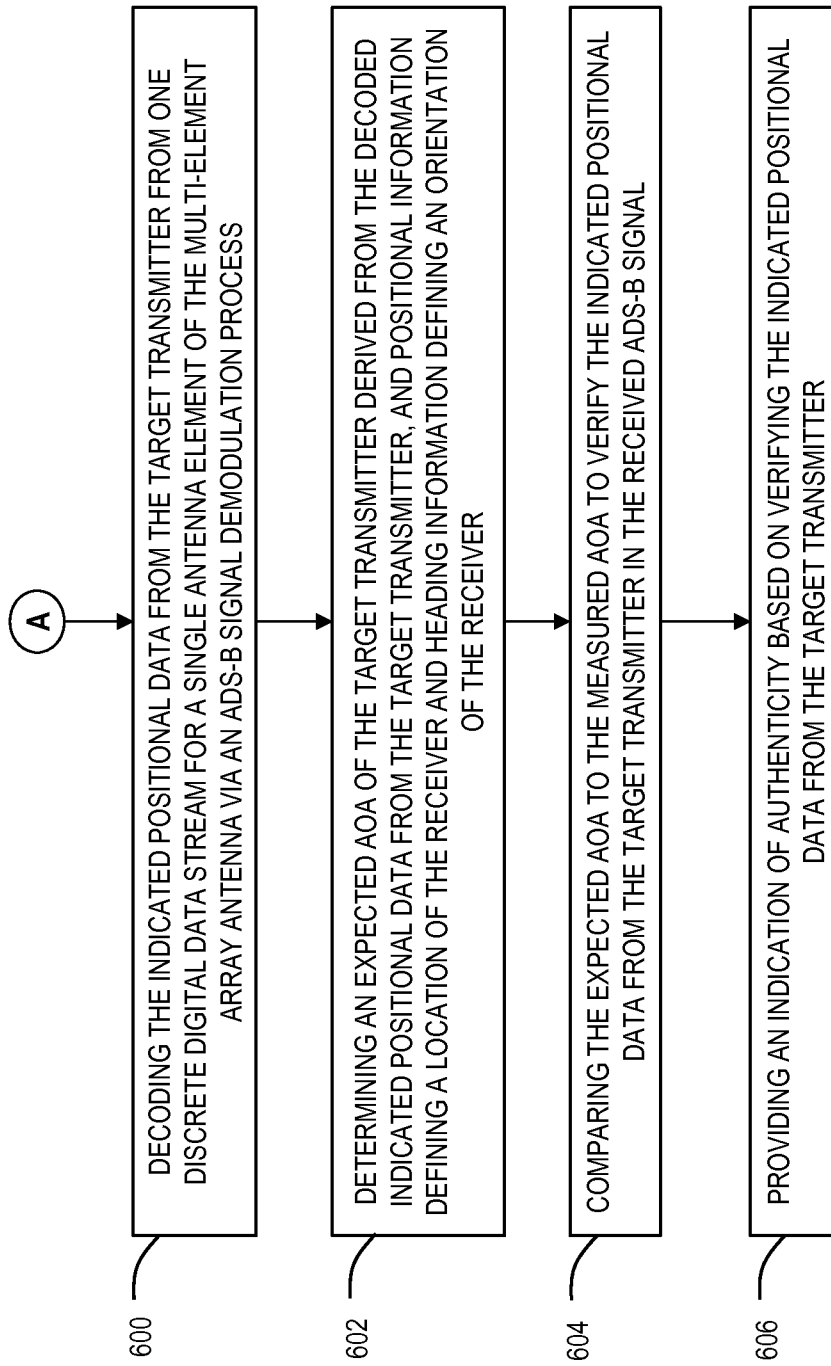 A
600
DECODING THE INDICATED POSITIONAL DATA FROM THE TARGET TRANSMITTER FROM ONE
DISCRETE DIGITAL DATA STREAM FOR A SINGLE ANTENNA ELEMENT OF THE MULTI-ELEMENT
ARRAY ANTENNA VIA AN ADS-B SIGNAL DEMODULATION PROCESS
602
DETERMINING AN EXPECTED AOA OF THE TARGET TRANSMITTER DERIVED FROM THE DECODED
INDICATED POSITIONAL DATA FROM THE TARGET TRANSMITTER, AND POSITIONAL INFORMATION
DEFINING A LOCATION OF THE RECEIVER AND HEADING INFORMATION DEFINING AN ORIENTATION
OF THE RECEIVER
604
COMPARING THE EXPECTED AOA TO THE MEASURED AOA TO VERIFY THE INDICATED POSITIONAL
DATA FROM THE TARGET TRANSMITTER IN THE RECEIVED ADS-B SIGNAL
606
PROVIDING AN INDICATION OF AUTHENTICITY BASED ON VERIFYING THE INDICATED POSITIONAL
DATA FROM THE TARGET TRANSMITTER